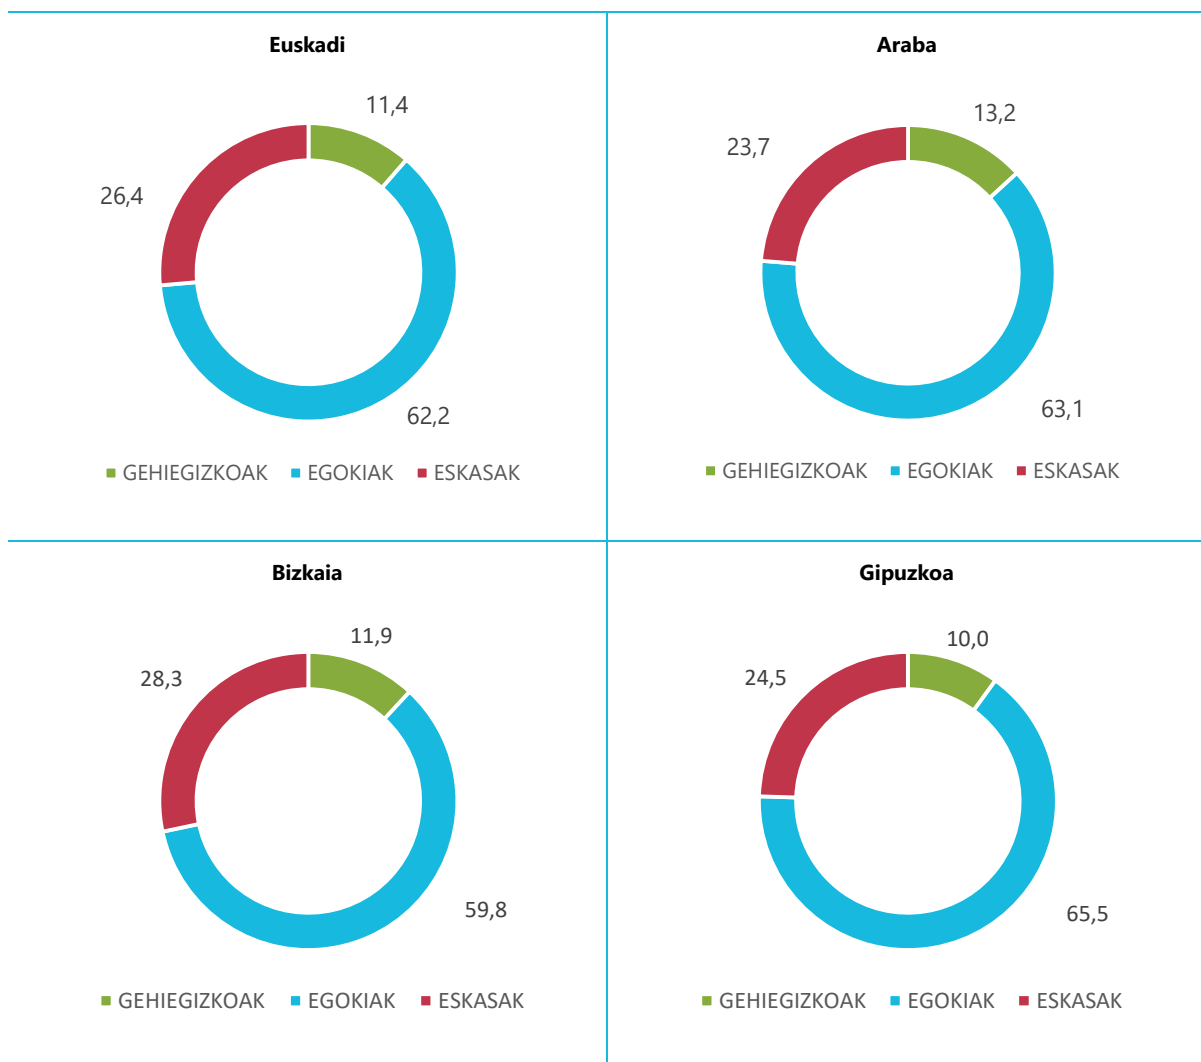 Euskadi
11,4
26,4
62,2
GEHIEGIZKOAK EGOKIAK ESKASAK
Araba
13,2
23,7
63,1
GEHIEGIZKOAK EGOKIAK ESKASAK
Bizkaia
11,9
28,3
59,8
GEHIEGIZKOAK EGOKIAK ESKASAK
Gipuzkoa
10,0
24,5
65,5
GEHIEGIZKOAK EGOKIAK ESKASAK